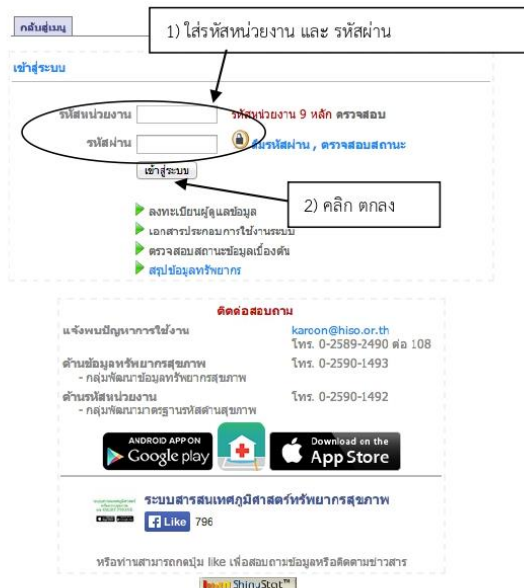 กลับสู่เมนู
1) ใส่รหัสหน่วยงาน และ รหัสผ่าน
เข้าสู่ระบบ
รหัสหน่วยงาน รหัสหน่วยงาน 9 หลัก ตรวจสอบ
รหัสผ่าน ลืมรหัสผ่าน , ตรวจสอบสถานะ
เข้าสู่ระบบ
2) คลิก ตกลง
ลงทะเบียนผู้ดูแลข้อมูล
เอกสารประกอบการใช้งานระบบ
ตรวจสอบสถานะข้อมูลเบื้องต้น
สรุปข้อมูลทรัพยากร
ติดต่อสอบถาม
แจ้งพบปัญหาการใช้งาน karoon@hiso.or.th
โทร. 0-2589-2490 ต่อ 108
ด้านข้อมูลทรัพยากรสุขภาพ โทร. 0-2590-1493
- กลุ่มพัฒนาข้อมูลทรัพยากรสุขภาพ
ด้านรหัสหน่วยงาน โทร. 0-2590-1492
- กลุ่มพัฒนามาตรฐานรหัสด้านสุขภาพ
ANDROID APP ON Download on the
Google play App Store
ระบบสารสนเทศภูมิศาสตร์ทรัพยากรสุขภาพ
Like 796
หรือท่านสามารถกดปุ่ม like เพื่อสอบถามข้อมูลหรือติดตามข่าวสาร
ShinyStat™